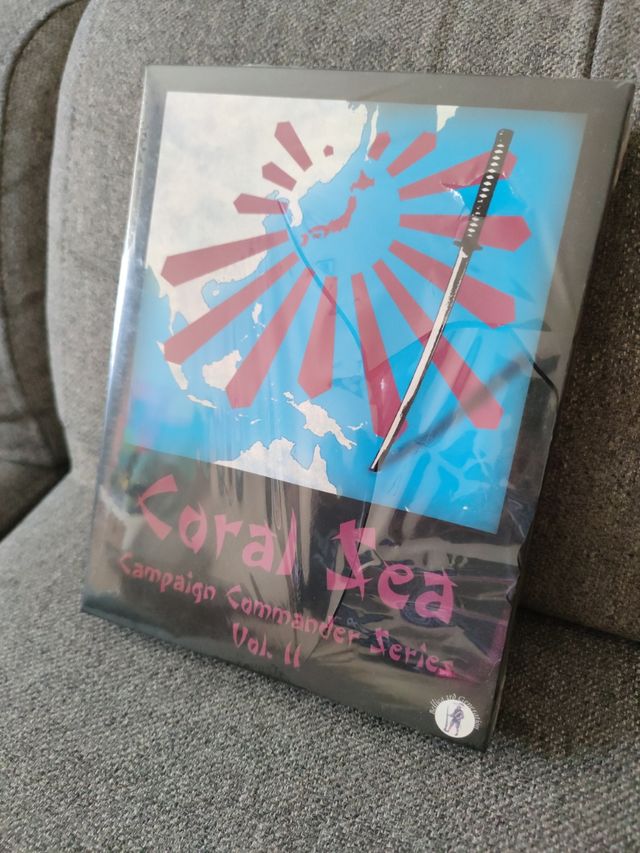 Coral Sea
Campaign Commander Series
Vol. II